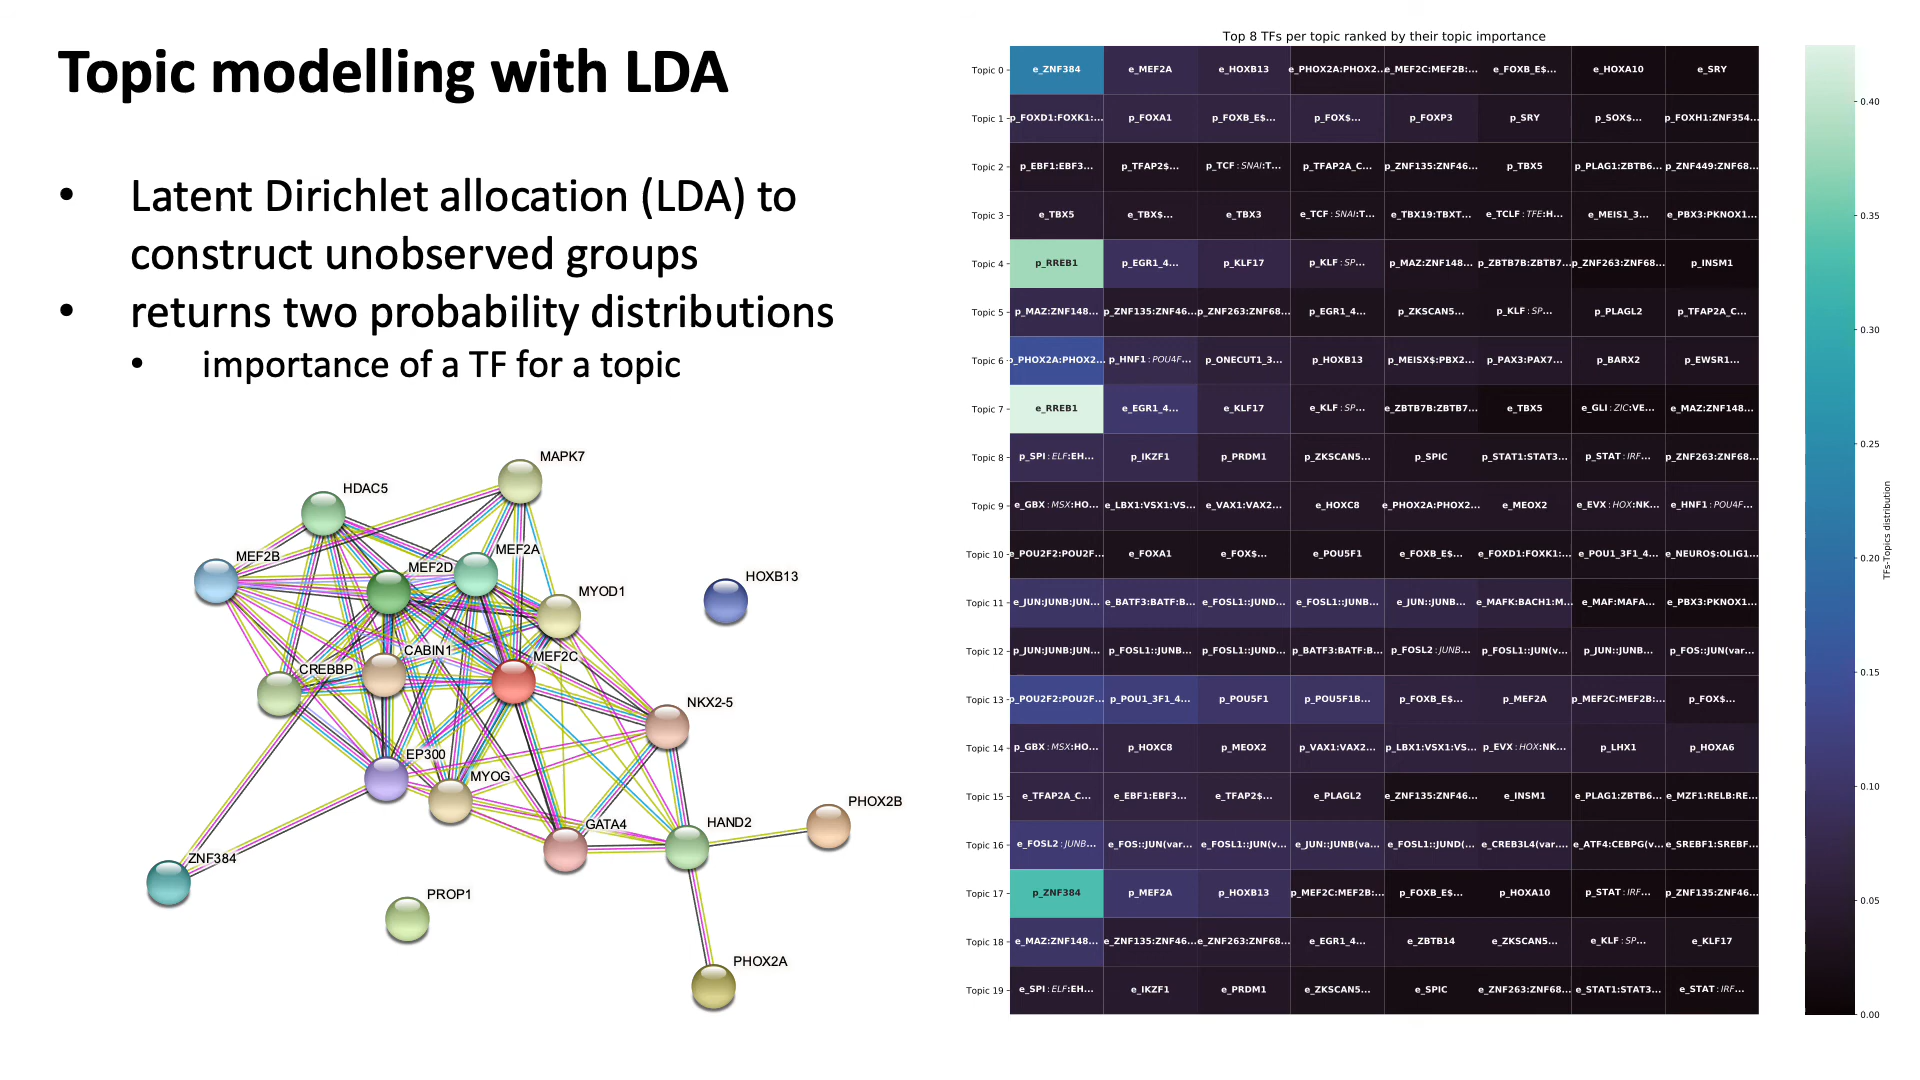 Topic modelling with LDA
• Latent Dirichlet allocation (LDA) to
construct unobserved groups
• returns two probability distributions
• importance of a TF for a topic
MAPK7
HDAC5
MEF2A
MEF2B
MEF2D
HOXB13
MYOD1
CABIN1
MEF2C
CREBBP
NKX2-5
EP300
MYOG
PHOX2B
HAND2
GATA4
ZNF384
PROP1
PHOX2A
Top 8 TFs per topic ranked by their topic importance
Topic 0 e_ZNF384 e_MEF2A e_HOXB13 e_PHOX2A:PHOX2... e_MEF2C:MEF2B:... e_FOXB_E$... e_HOXA10 e_SRY
Topic 1 p_FOXD1:FOXK1:... p_FOXA1 p_FOXB_E$... p_FOX$... p_FOXP3 p_SRY p_SOX$... p_FOXH1:ZNF354...
Topic 2 p_EBF1:EBF3... p_TFAP2$... p_TCF:SNAI:T... p_TFAP2A_C... p_ZNF135:ZNF46... p_TBX5 p_PLAG1:ZBTB6... p_ZNF449:ZNF68...
Topic 3 e_TBX5 e_TBX$... e_TBX3 e_TCF:SNAI:T... e_TBX19:TBXT... e_TCLF:TFE:H... e_MEIS1_3... e_PBX3:PKNOX1...
Topic 4 p_RREB1 p_EGR1_4... p_KLF17 p_KLF:SP... p_MAZ:ZNF148... p_ZBTB7B:ZBTB7... p_ZNF263:ZNF68... p_INSM1
Topic 5 p_MAZ:ZNF148... p_ZNF135:ZNF46... p_ZNF263:ZNF68... p_EGR1_4... p_ZKSCAN5... p_KLF:SP... p_PLAGL2 p_TFAP2A_C...
Topic 6 p_PHOX2A:PHOX2... p_HNF1:POU4F... p_ONECUT1_3... p_HOXB13 p_MEISX$:PBX2... p_PAX3:PAX7... p_BARX2 p_EWSR1...
Topic 7 e_RREB1 e_EGR1_4... e_KLF17 e_KLF:SP... e_ZBTB7B:ZBTB7... e_TBX5 e_GLI:ZIC:VE... e_MAZ:ZNF148...
Topic 8 p_SPI:ELF:EH... p_IKZF1 p_PRDM1 p_ZKSCAN5... p_SPIC p_STAT1:STAT3... p_STAT:IRF... p_ZNF263:ZNF68...
Topic 9 e_GBX:MSX:HO... e_LBX1:VSX1:VS... e_VAX1:VAX2... e_HOXC8 e_PHOX2A:PHOX2... e_MEOX2 e_EVX:HOX:NK... e_HNF1:POU4F...
Topic 10 e_POU2F2:POU2F... e_FOXA1 e_FOX$... e_POU5F1 e_FOXB_E$... e_FOXD1:FOXK1:... e_POU1_3F1_4... e_NEURO$:OLIG1...
Topic 11 e_JUN:JUNB:JUN... e_BATF3:BATF:B... e_FOSL1::JUND... e_FOSL1::JUNB... e_JUN::JUNB... e_MAFK:BACH1:M... e_MAF:MAFA... e_PBX3:PKNOX1...
Topic 12 p_JUN:JUNB:JUN... p_FOSL1::JUNB... p_FOSL1::JUND... p_BATF3:BATF:B... p_FOSL2:JUNB... p_FOSL1::JUN(v... p_JUN::JUNB... p_FOS::JUN(var...
Topic 13 p_POU2F2:POU2F... p_POU1_3F1_4... p_POU5F1 p_POU5F1B... p_FOXB_E$... p_MEF2A p_MEF2C:MEF2B:... p_FOX$...
Topic 14 p_GBX:MSX:HO... p_HOXC8 p_MEOX2 p_VAX1:VAX2... p_LBX1:VSX1:VS... p_EVX:HOX:NK... p_LHX1 p_HOXA6
Topic 15 e_TFAP2A_C... e_EBF1:EBF3... e_TFAP2$... e_PLAGL2 e_ZNF135:ZNF46... e_INSM1 e_PLAG1:ZBTB6... e_MZF1:RELB:RE...
Topic 16 e_FOSL2:JUNB... e_FOS::JUN(var... e_FOSL1::JUN(v... e_JUN::JUNB(va... e_FOSL1::JUND(... e_CREB3L4(var.... e_ATF4:CEBPG(v... e_SREBF1:SREBF...
Topic 17 p_ZNF384 p_MEF2A p_HOXB13 p_MEF2C:MEF2B:... p_FOXB_E$... p_HOXA10 p_STAT:IRF... p_ZNF135:ZNF46...
Topic 18 e_MAZ:ZNF148... e_ZNF135:ZNF46... e_ZNF263:ZNF68... e_EGR1_4... e_ZBTB14 e_ZKSCAN5... e_KLF:SP... e_KLF17
Topic 19 e_SPI:ELF:EH... e_IKZF1 e_PRDM1 e_ZKSCAN5... e_SPIC e_ZNF263:ZNF68... e_STAT1:STAT3... e_STAT:IRF...
0.40
0.35
0.30
0.25
0.20
0.15
0.10
0.05
0.00
TFs-Topics distribution